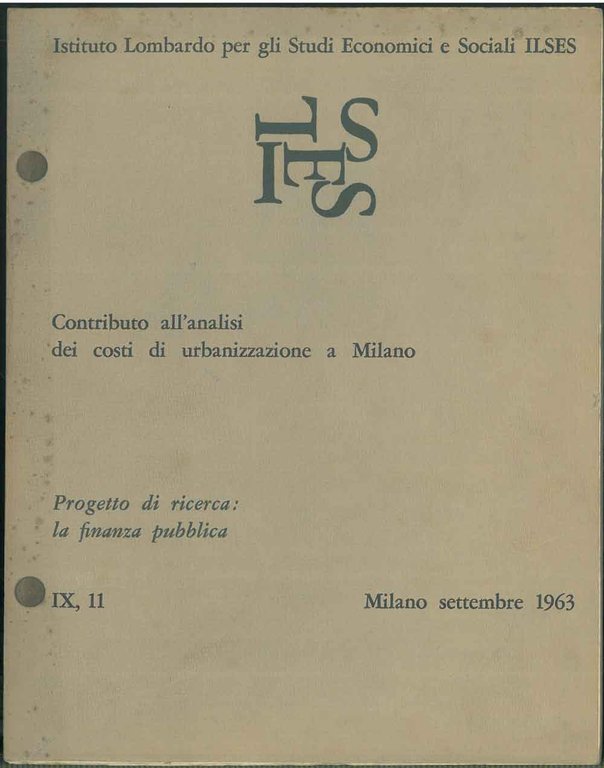 Istituto Lombardo per gli Studi Economici e Sociali ILSES
ILSES
Contributo all'analisi
dei costi di urbanizzazione a Milano
Progetto di ricerca:
la finanza pubblica
IX, 11
Milano settembre 1963